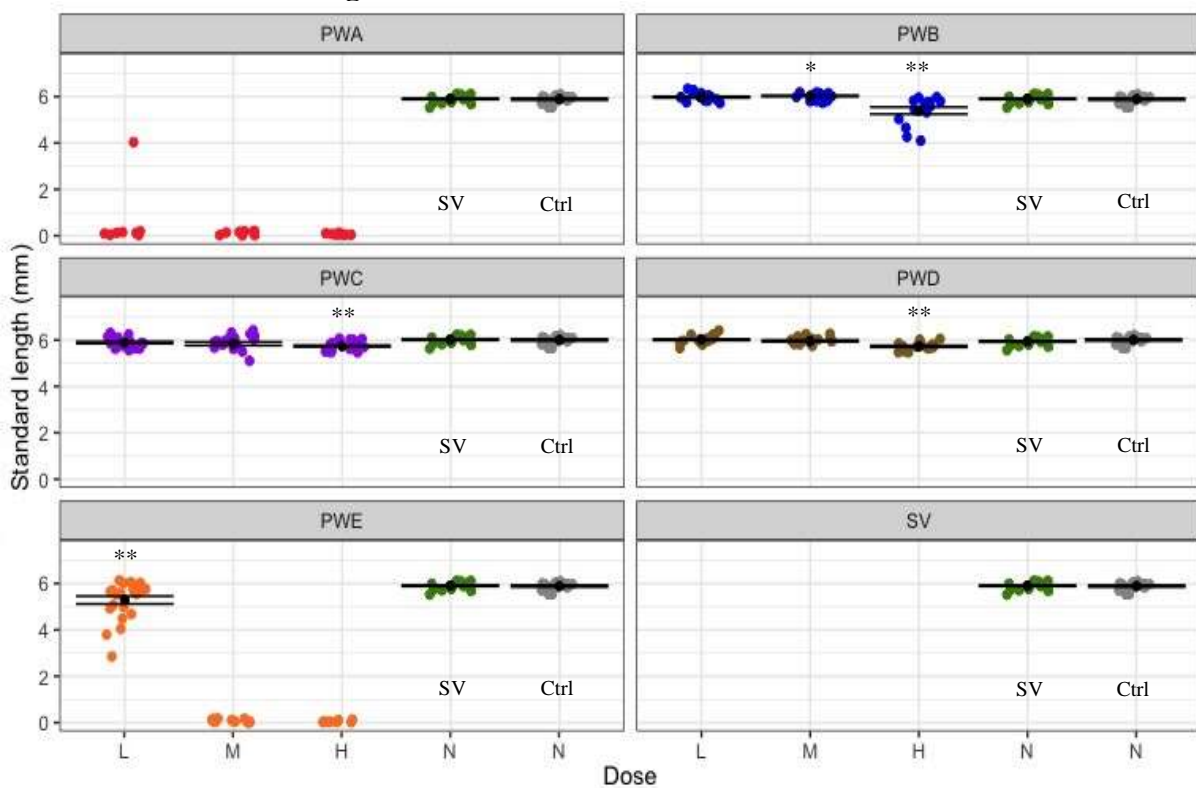 PWA PWB
* **
6 6
4
2
0
SV Ctrl SV Ctrl
PWC PWD
** **
6
4
2
0
SV Ctrl SV Ctrl
Standard length (mm)
PWE SV
**
6
4
2
0
SV Ctrl SV Ctrl
L M H N N L M H N N
Dose